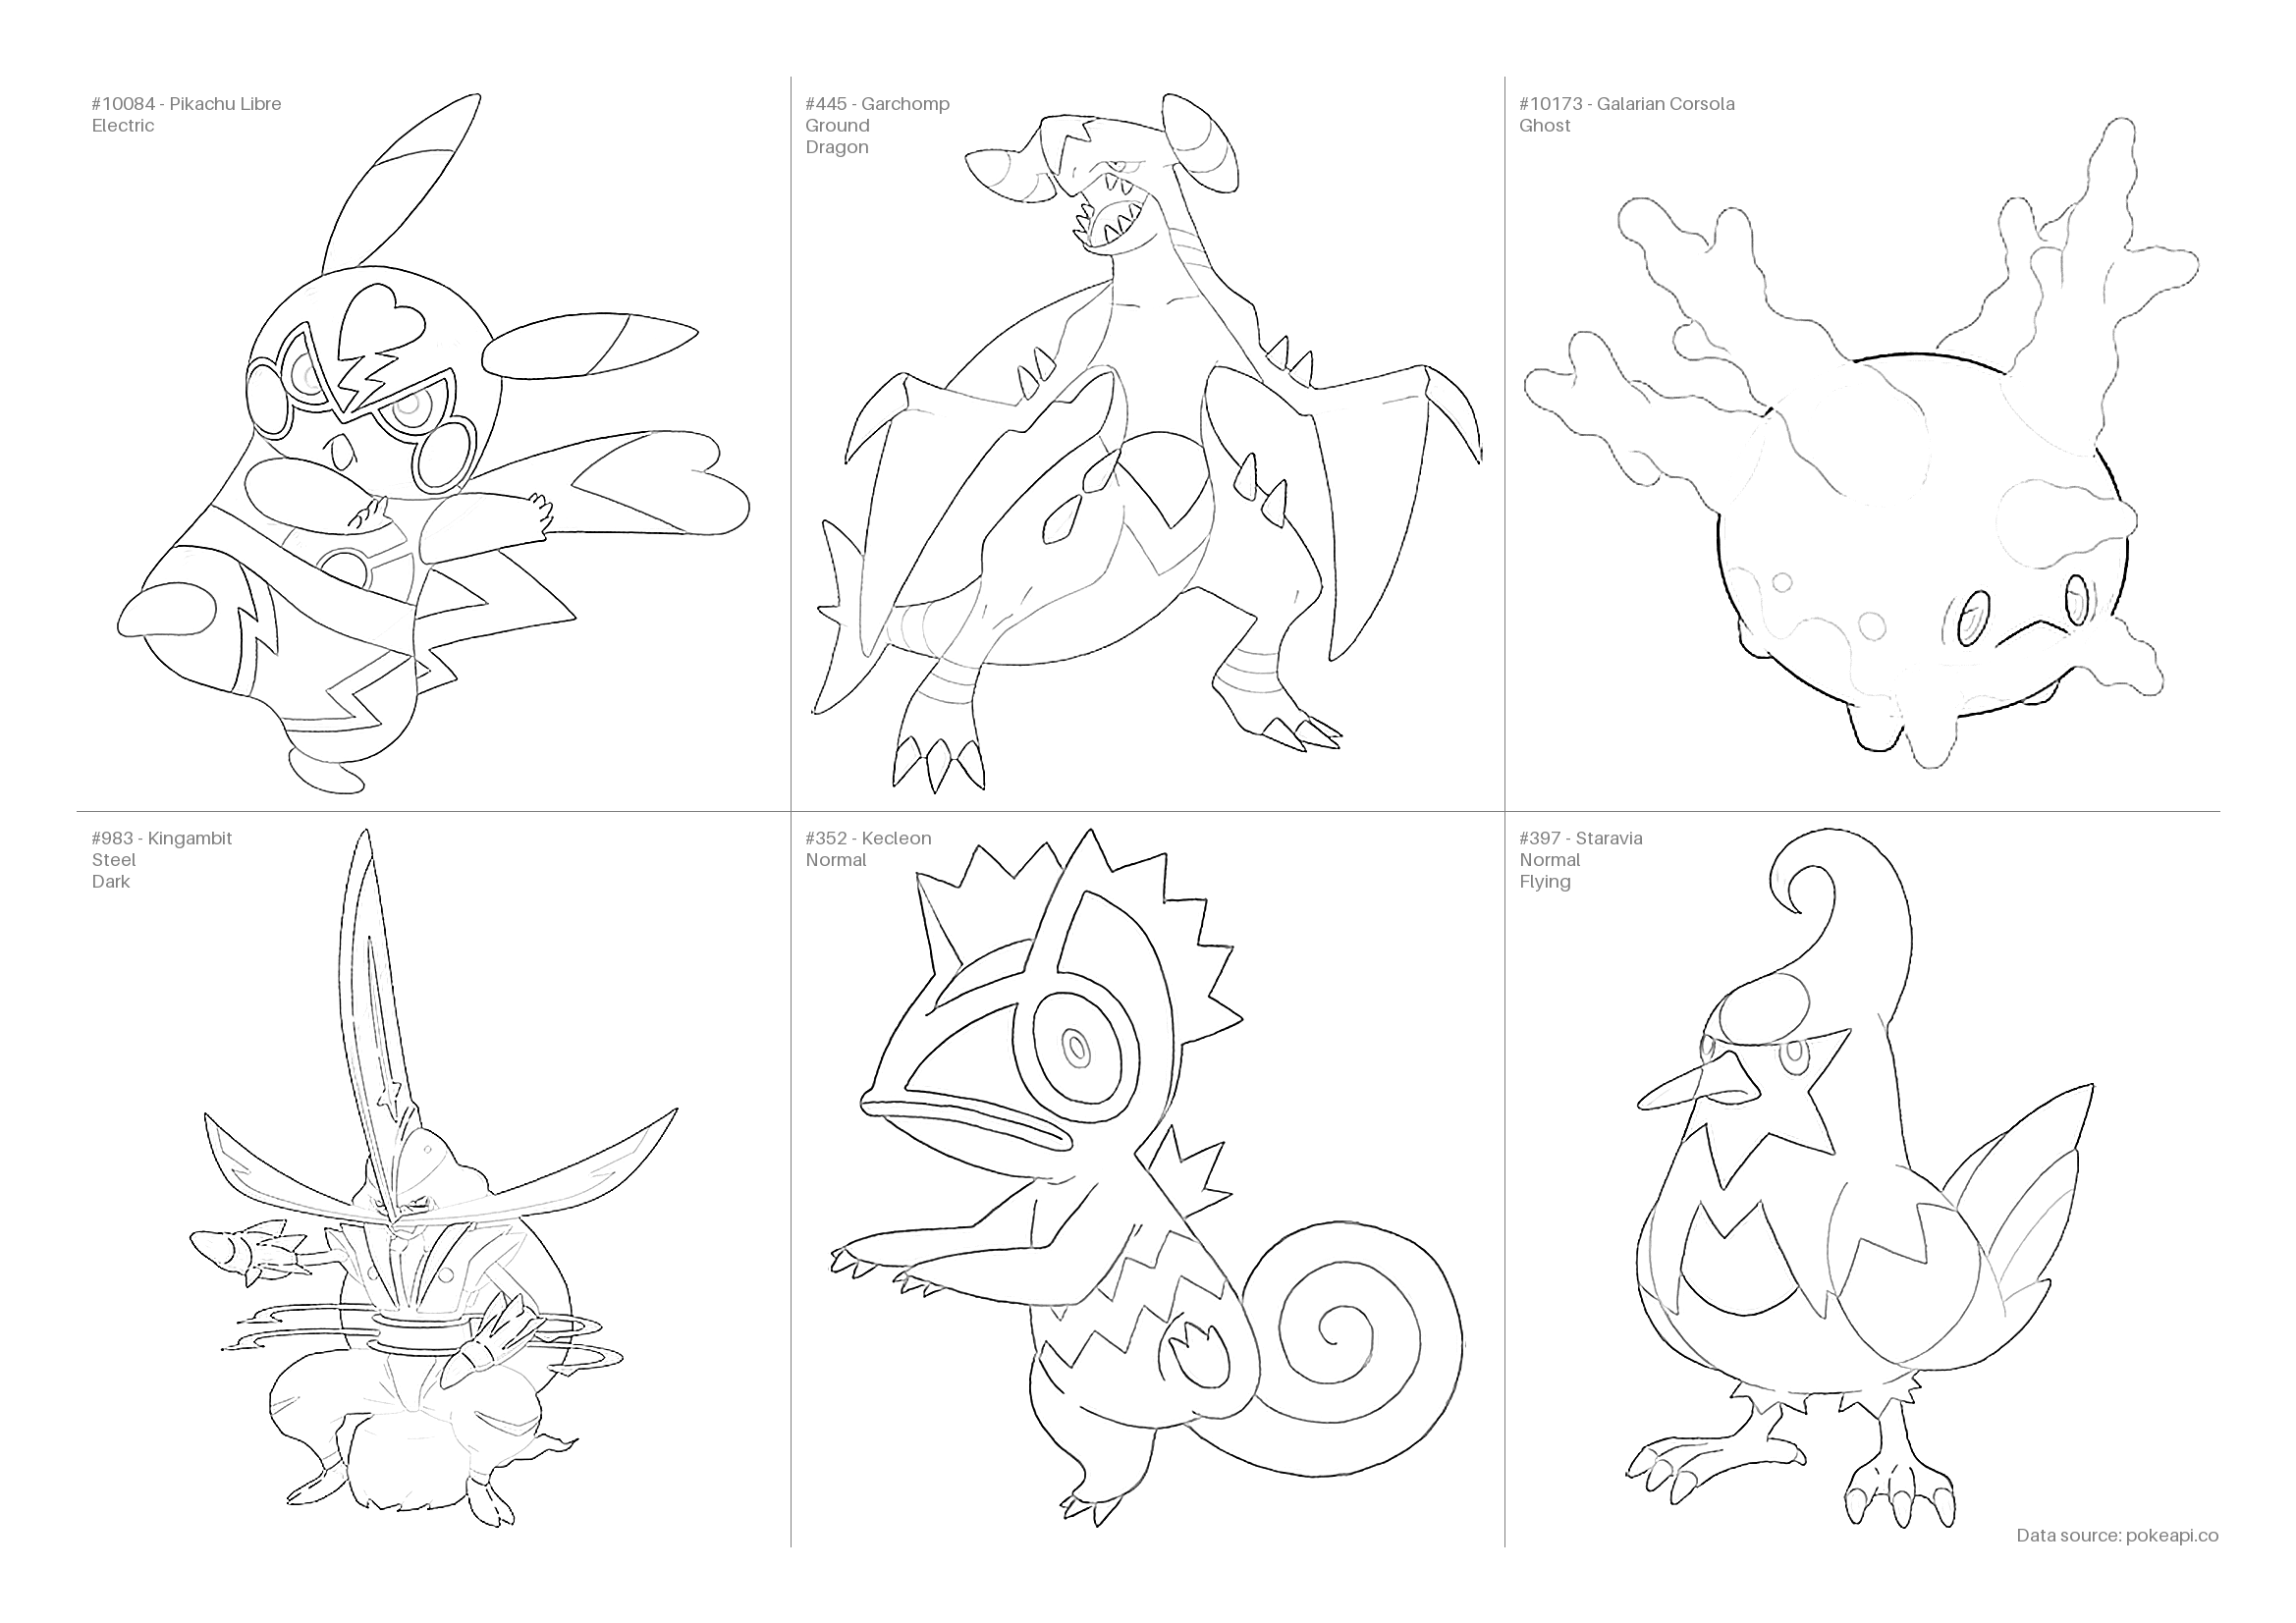 #10084 - Pikachu Libre
Electric
#445 - Garchomp
Ground
Dragon
#10173 - Galarian Corsola
Ghost
#983 - Kingambit
Steel
Dark
#352 - Kecleon
Normal
#397 - Staravia
Normal
Flying
Data source: pokeapi.co